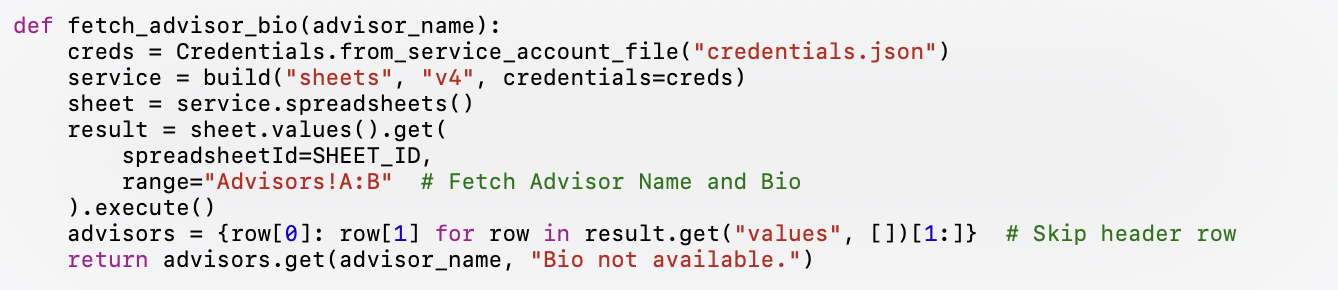 def fetch_advisor_bio(advisor_name):
    creds = Credentials.from_service_account_file("credentials.json")
    service = build("sheets", "v4", credentials=creds)
    sheet = service.spreadsheets()
    result = sheet.values().get(
        spreadsheetId=SHEET_ID,
        range="Advisors!A:B"  # Fetch Advisor Name and Bio
    ).execute()
    advisors = {row[0]: row[1] for row in result.get("values", [])[1:]}  # Skip header row
    return advisors.get(advisor_name, "Bio not available.")